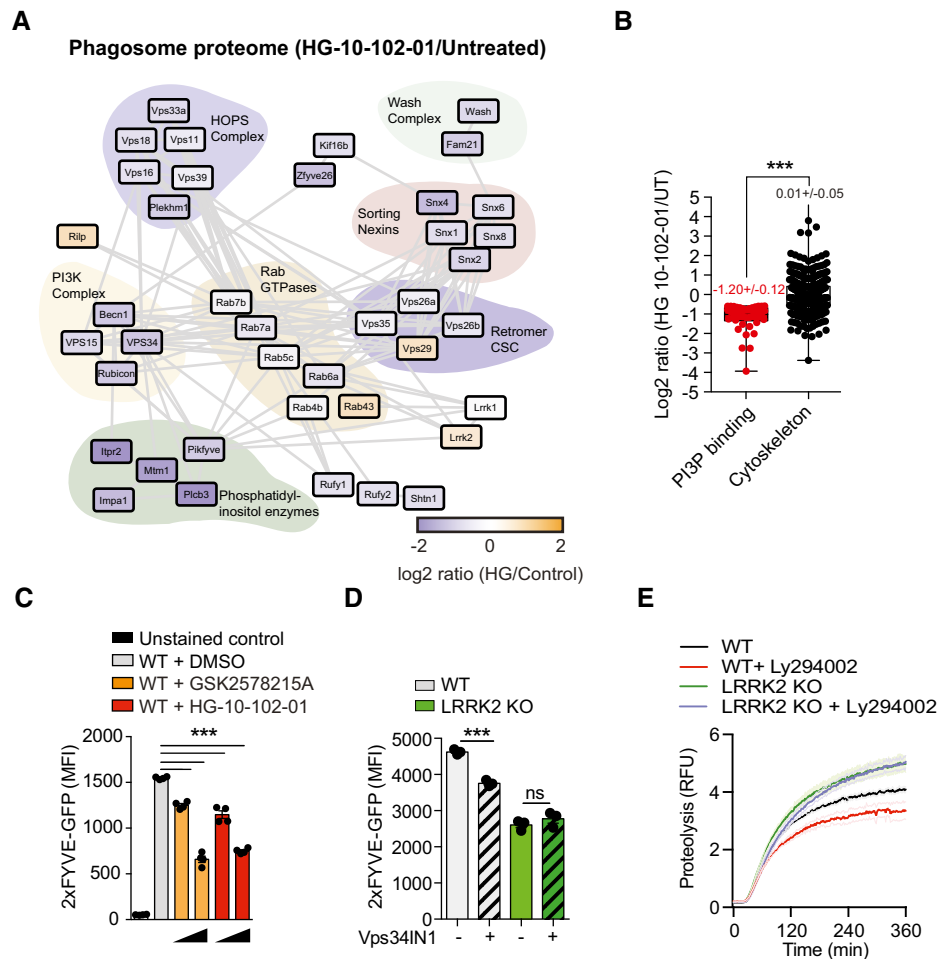 A
Phagosome proteome (HG-10-102-01/Untreated)
Vps33a
HOPS
Complex
Vps18
Vps11
Vps16
Vps39
Plekhm1
Kif16b
Zfyve26
Wash
Complex
Wash
Fam21
Sorting
Nexins
Snx4
Snx6
Snx1
Snx8
Snx2
Rilp
PI3K
Complex
Becn1
VPS15
VPS34
Rubicon
Rab
GTPases
Rab7b
Rab7a
Rab5c
Rab6a
Rab4b
Rab43
Vps26a
Vps35
Vps26b
Vps29
Retromer
CSC
Lrrk1
Lrrk2
Itpr2
Pikfyve
Mtm1
Impa1
Plcb3
Phosphatidyl-
inositol enzymes
Rufy1
Rufy2
Shtn1
-2
0
2
log2 ratio (HG/Control)
B
***
0.01+/-0.05
-1.20+/-0.12
Log2 ratio (HG 10-102-01/UT)
5
4
3
2
1
0
-1
-2
-3
-4
-5
PI3P binding
Cytoskeleton
C
Unstained control
WT + DMSO
WT + GSK2578215A
WT + HG-10-102-01
***
2xFYVE-GFP (MFI)
2000
1500
1000
500
0
D
WT
LRRK2 KO
***
ns
2xFYVE-GFP (MFI)
5000
4000
3000
2000
1000
0
Vps34IN1 - + - +
E
WT
WT+ Ly294002
LRRK2 KO
LRRK2 KO + Ly294002
Proteolysis (RFU)
6
4
2
0
0 120 240 360
Time (min)